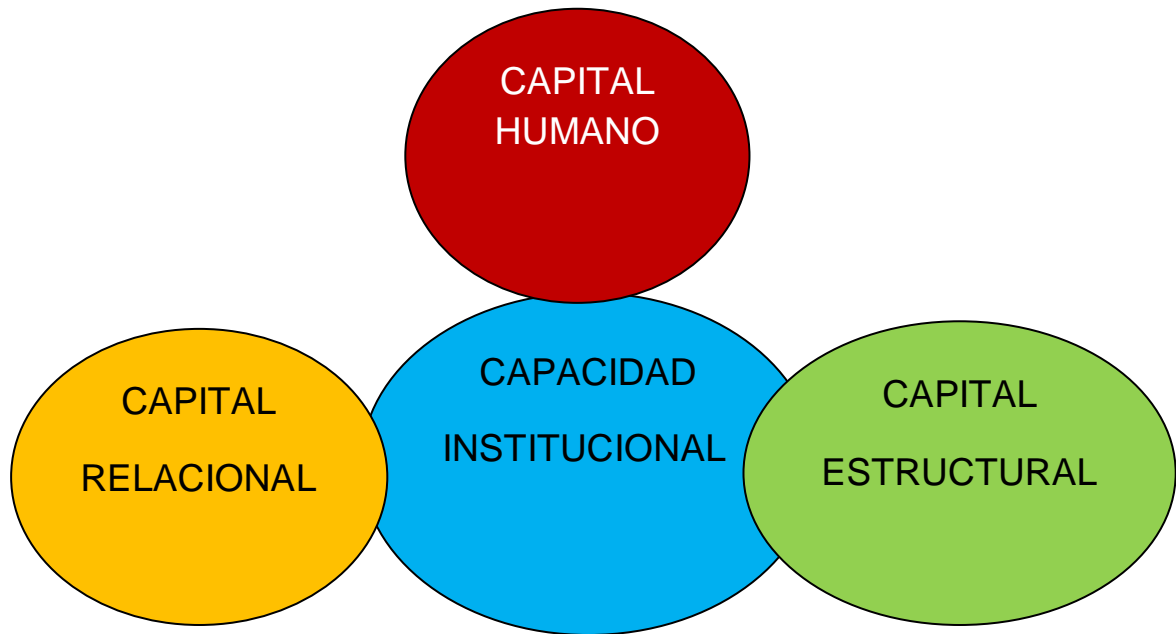 CAPITAL
HUMANO
CAPACIDAD
INSTITUCIONAL
CAPITAL
RELACIONAL
CAPITAL
ESTRUCTURAL